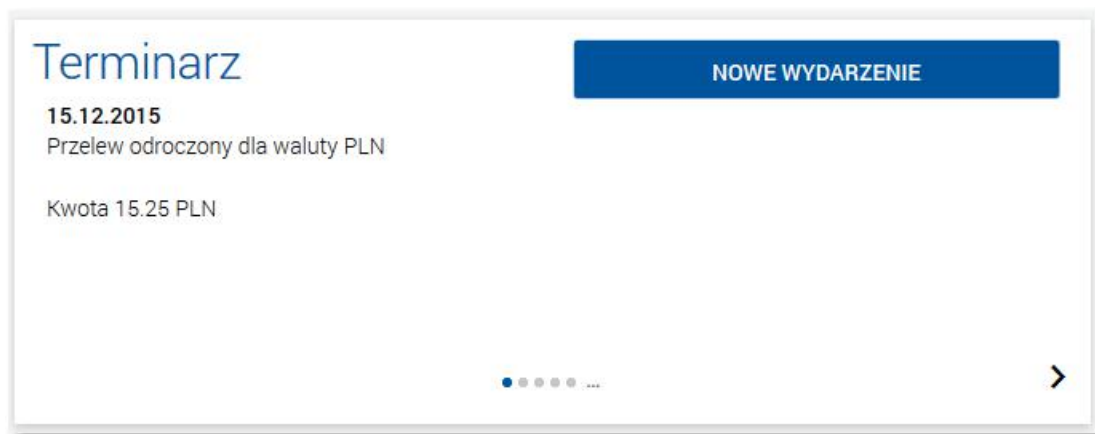 Terminarz
NOWE WYDARZENIE
15.12.2015
Przelew odroczony dla waluty PLN
Kwota 15.25 PLN
...